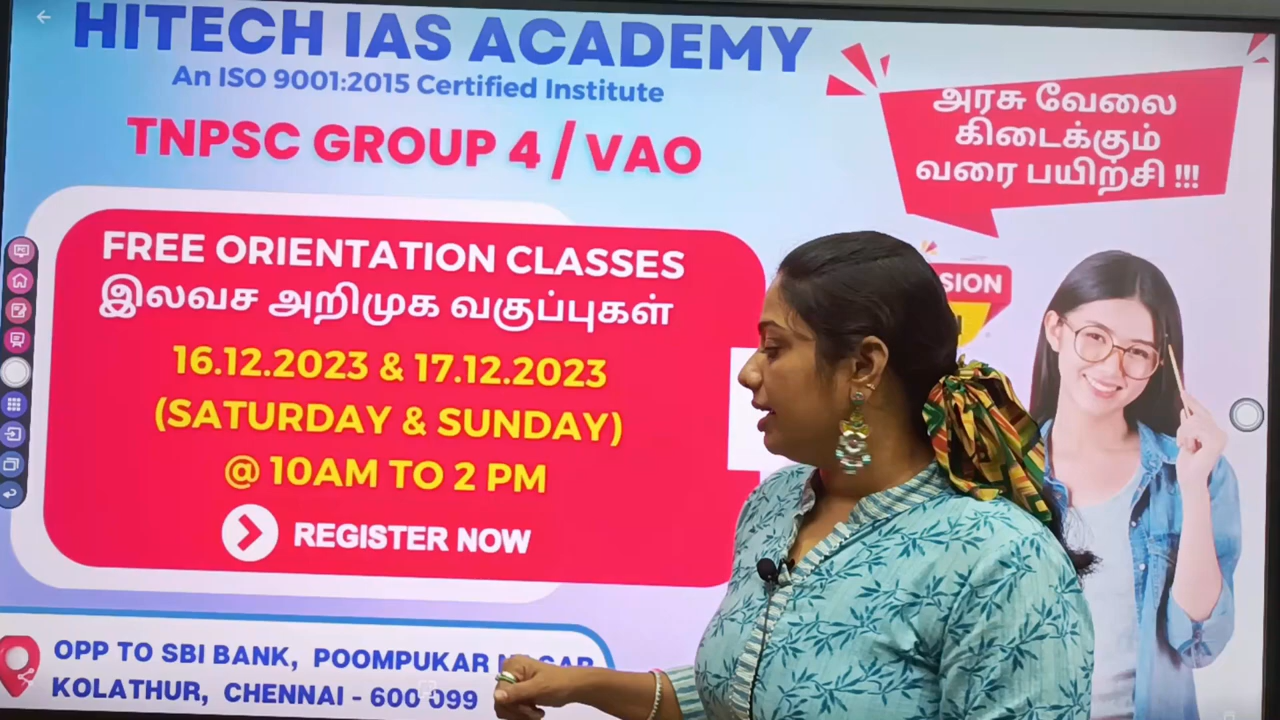 HITECH IAS ACADEMY
An ISO 9001:2015 Certified Institute
TNPSC GROUP 4 / VAO
அரசு வேலை
கிடைக்கும்
வரை பயிற்சி !!!
FREE ORIENTATION CLASSES
இலவச அறிமுக வகுப்புகள்
16.12.2023 & 17.12.2023
(SATURDAY & SUNDAY)
@ 10AM TO 2 PM
REGISTER NOW
OPP TO SBI BANK, POOMPUKAR
KOLATHUR, CHENNAI - 600 099